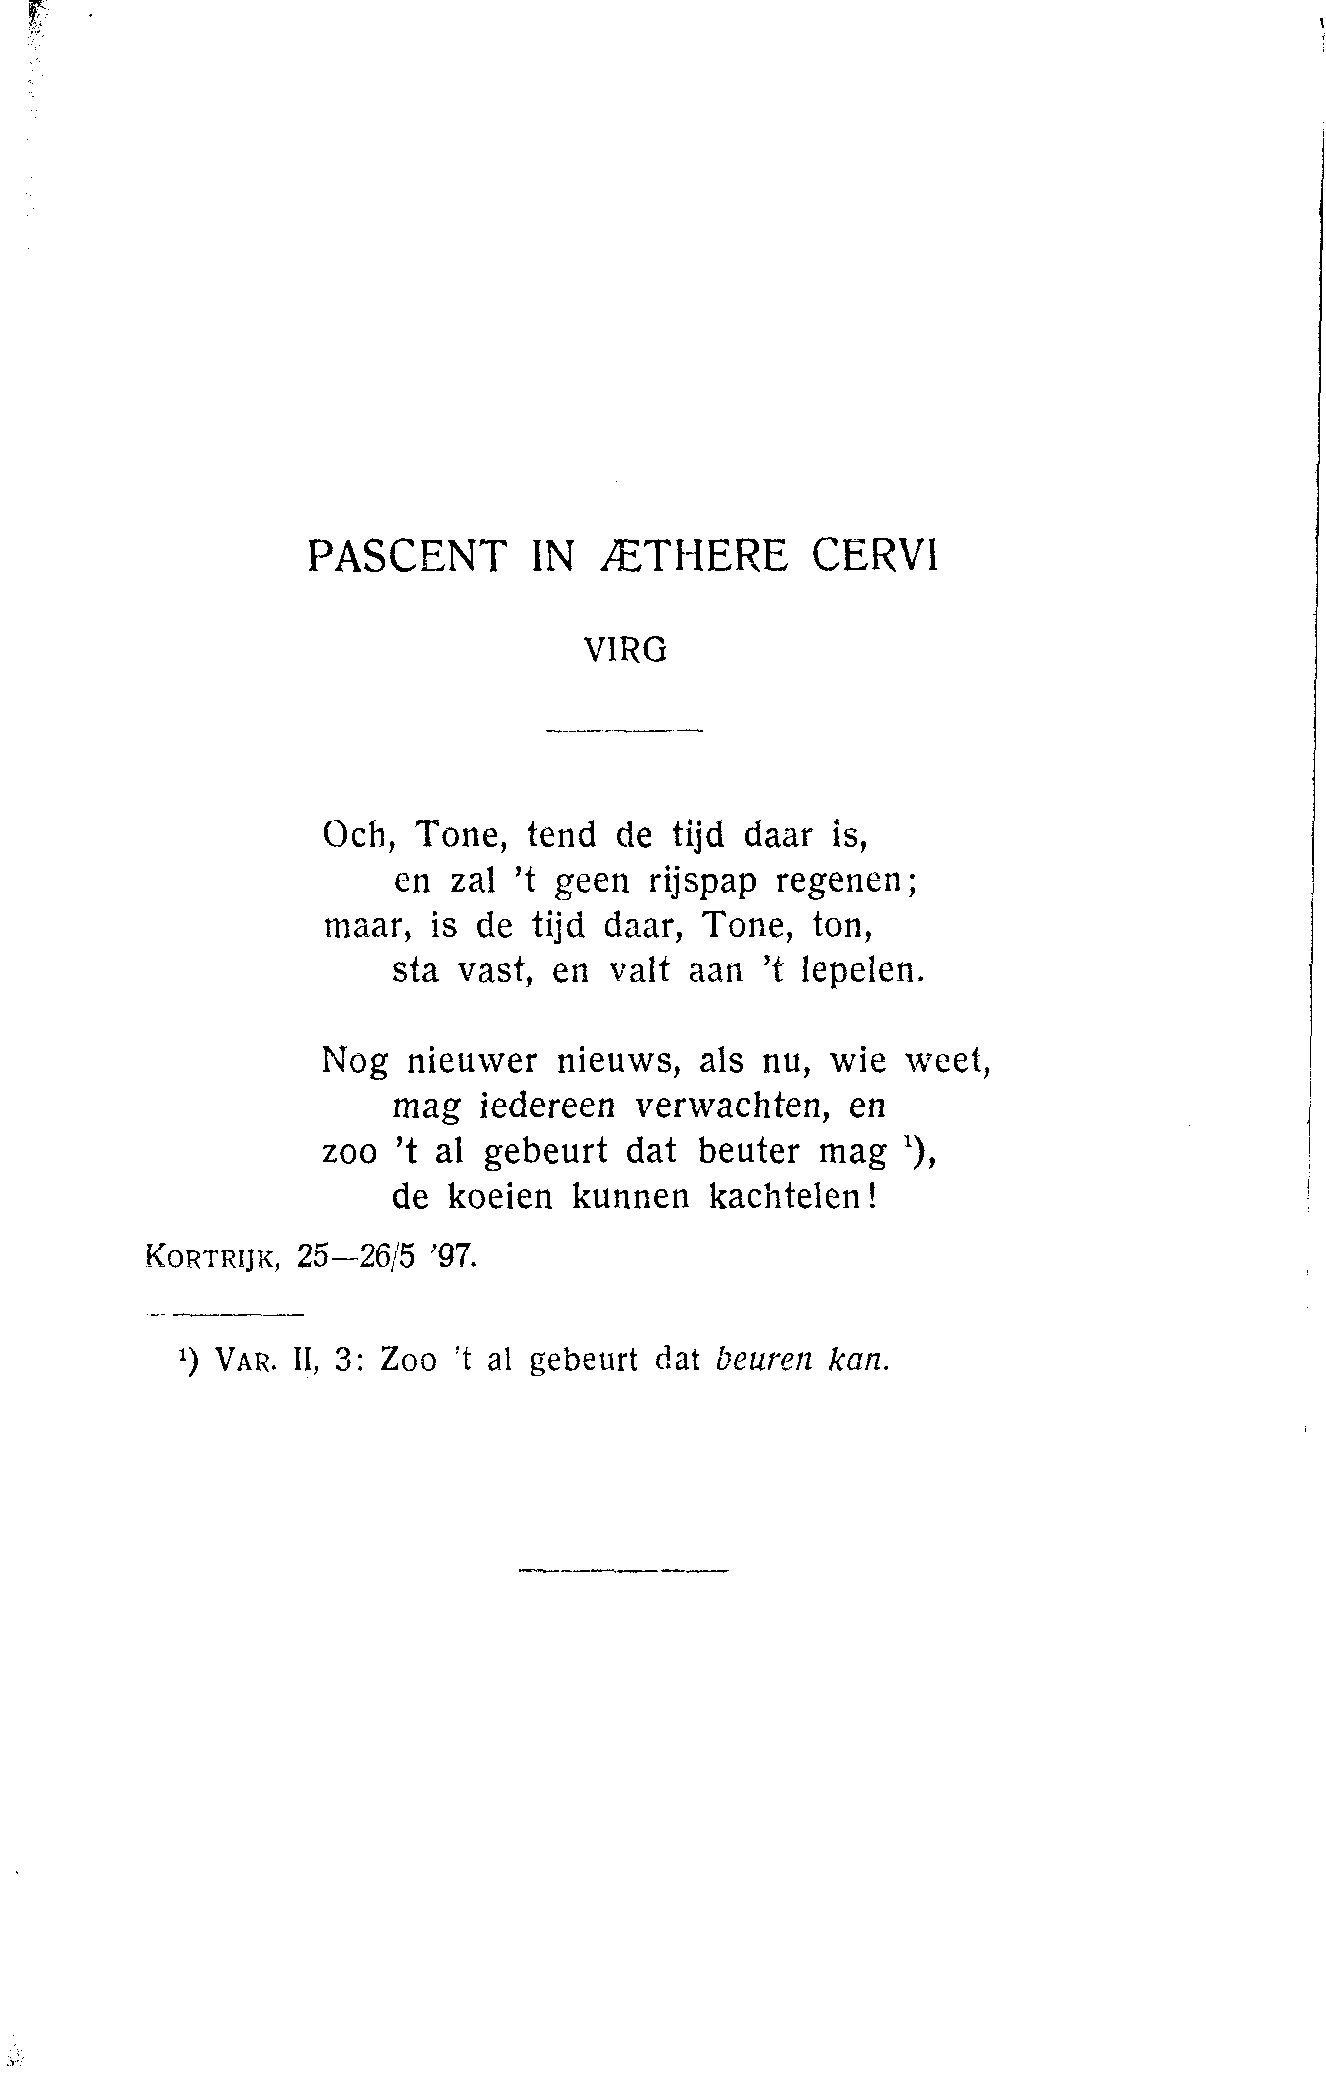 PASCENT IN ÆTHERE CERVI
VIRG
Och, Tone, tend de tijd daar is,
en zal 't geen rijspap regenen;
maar, is de tijd daar, Tone, ton,
sta vast, en valt aan 't lepelen.
Nog nieuwer nieuws, als nu, wie weet,
mag iedereen verwachten, en
zoo 't al gebeurt dat beuter mag ¹),
de koeien kunnen kachtelen!
KORTRIJK, 25—26/5 '97.
¹) VAR. II, 3: Zoo 't al gebeurt dat beuren kan.